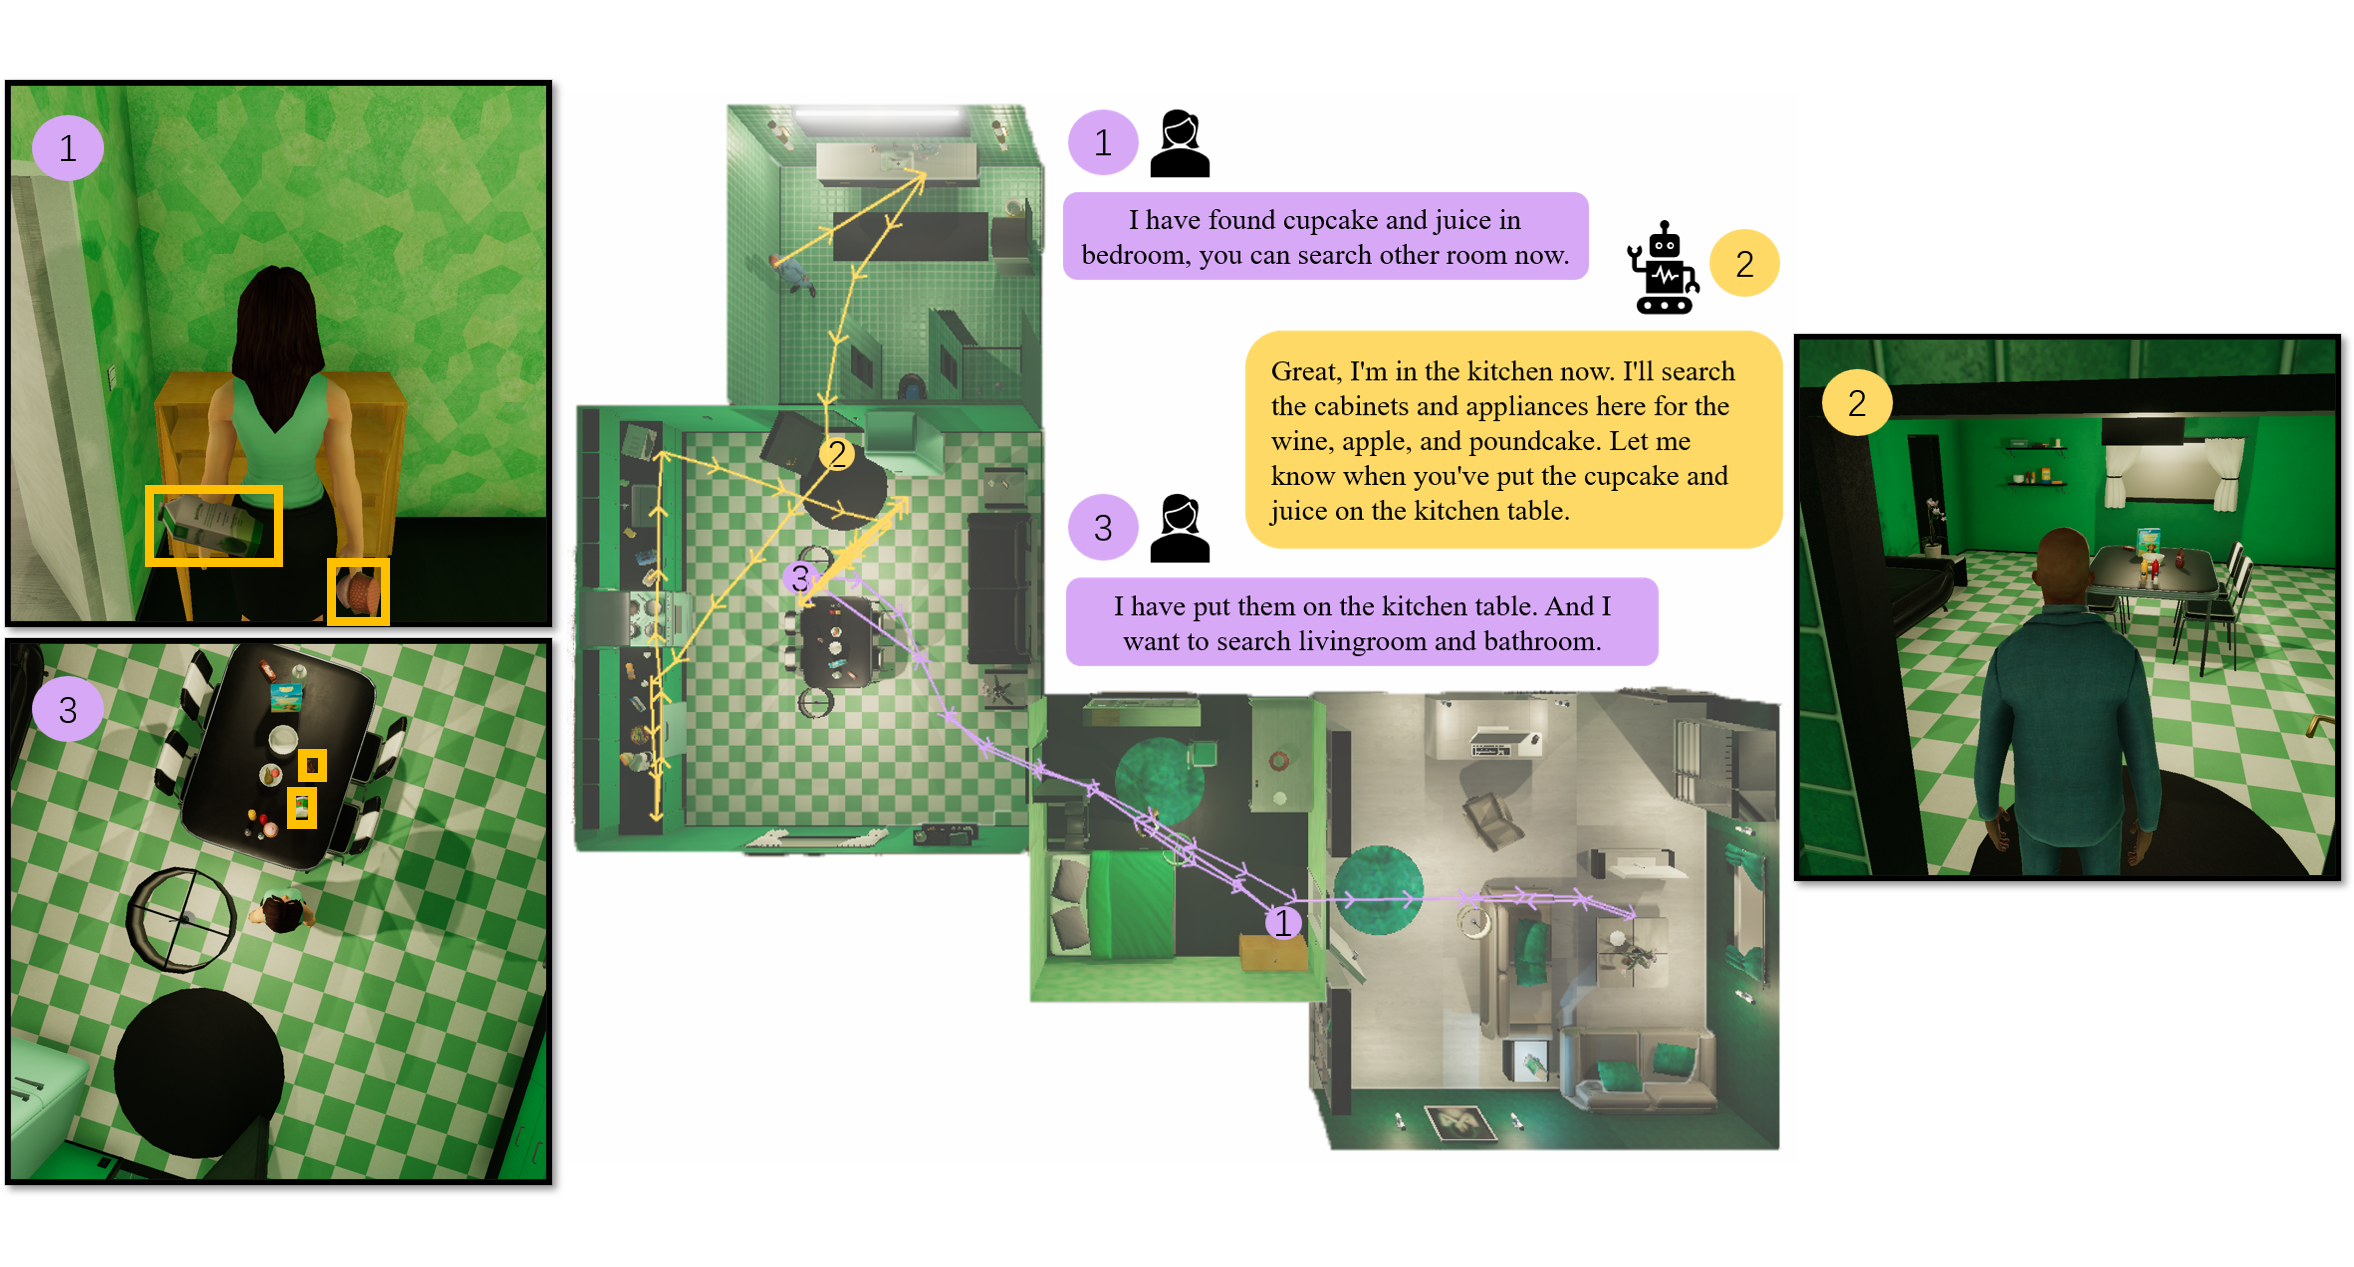 1
1
I have found cupcake and juice in
bedroom, you can search other room now.
2
Great, I'm in the kitchen now. I'll search
the cabinets and appliances here for the
wine, apple, and poundcake. Let me
know when you've put the cupcake and
juice on the kitchen table.
2
3
I have put them on the kitchen table. And I
want to search livingroom and bathroom.
3
2
3
1